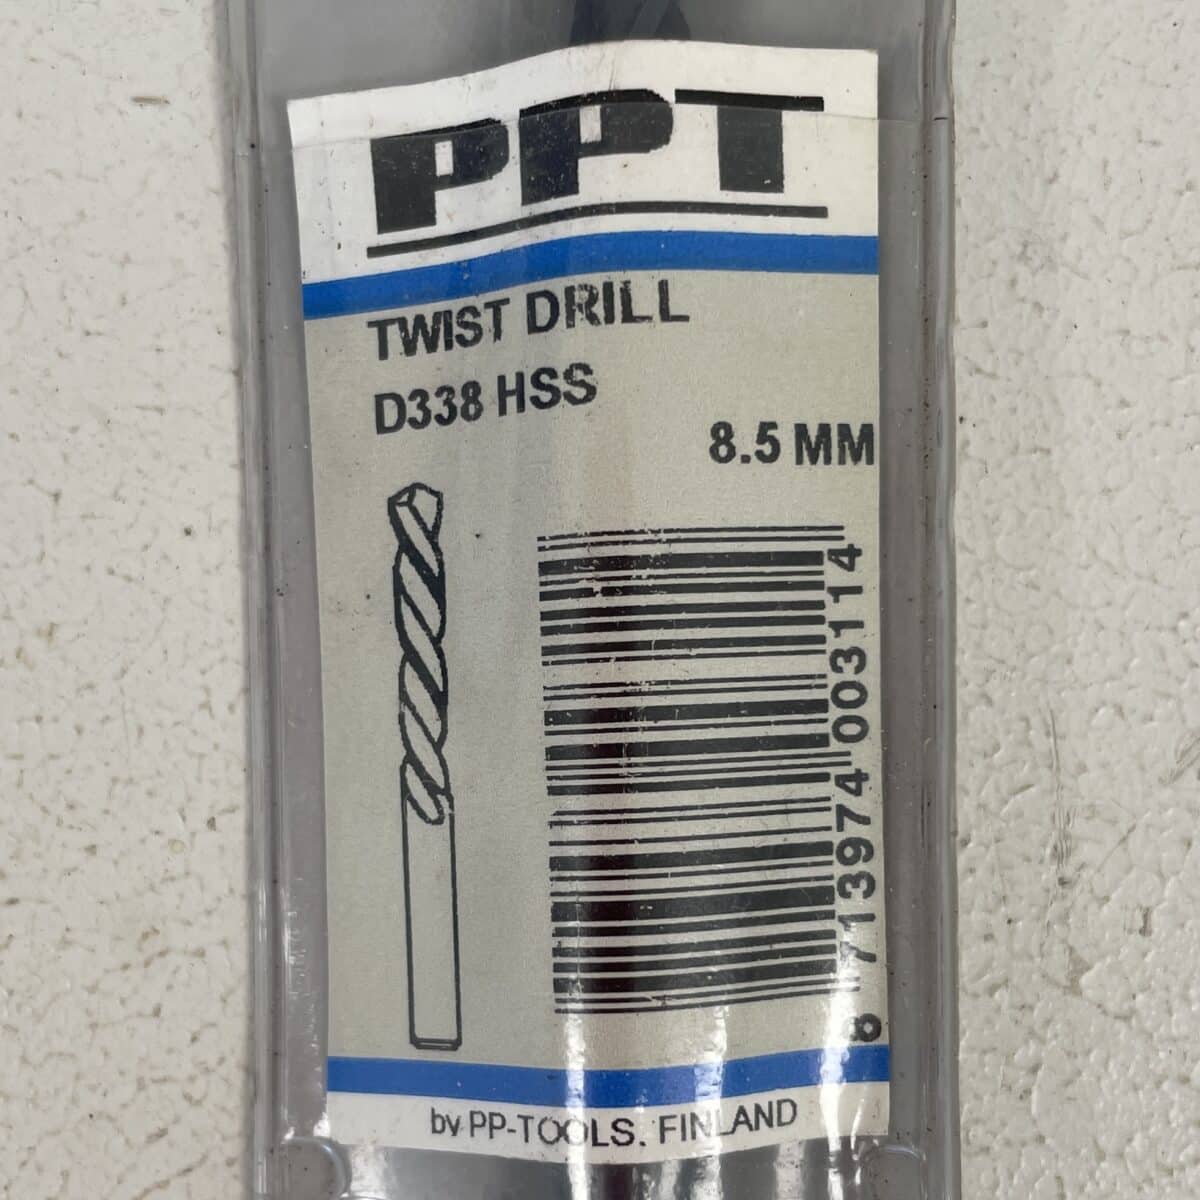 PPT
TWIST DRILL
D338 HSS
8.5 MM
8 713974 003114
by PP-TOOLS. FINLAND